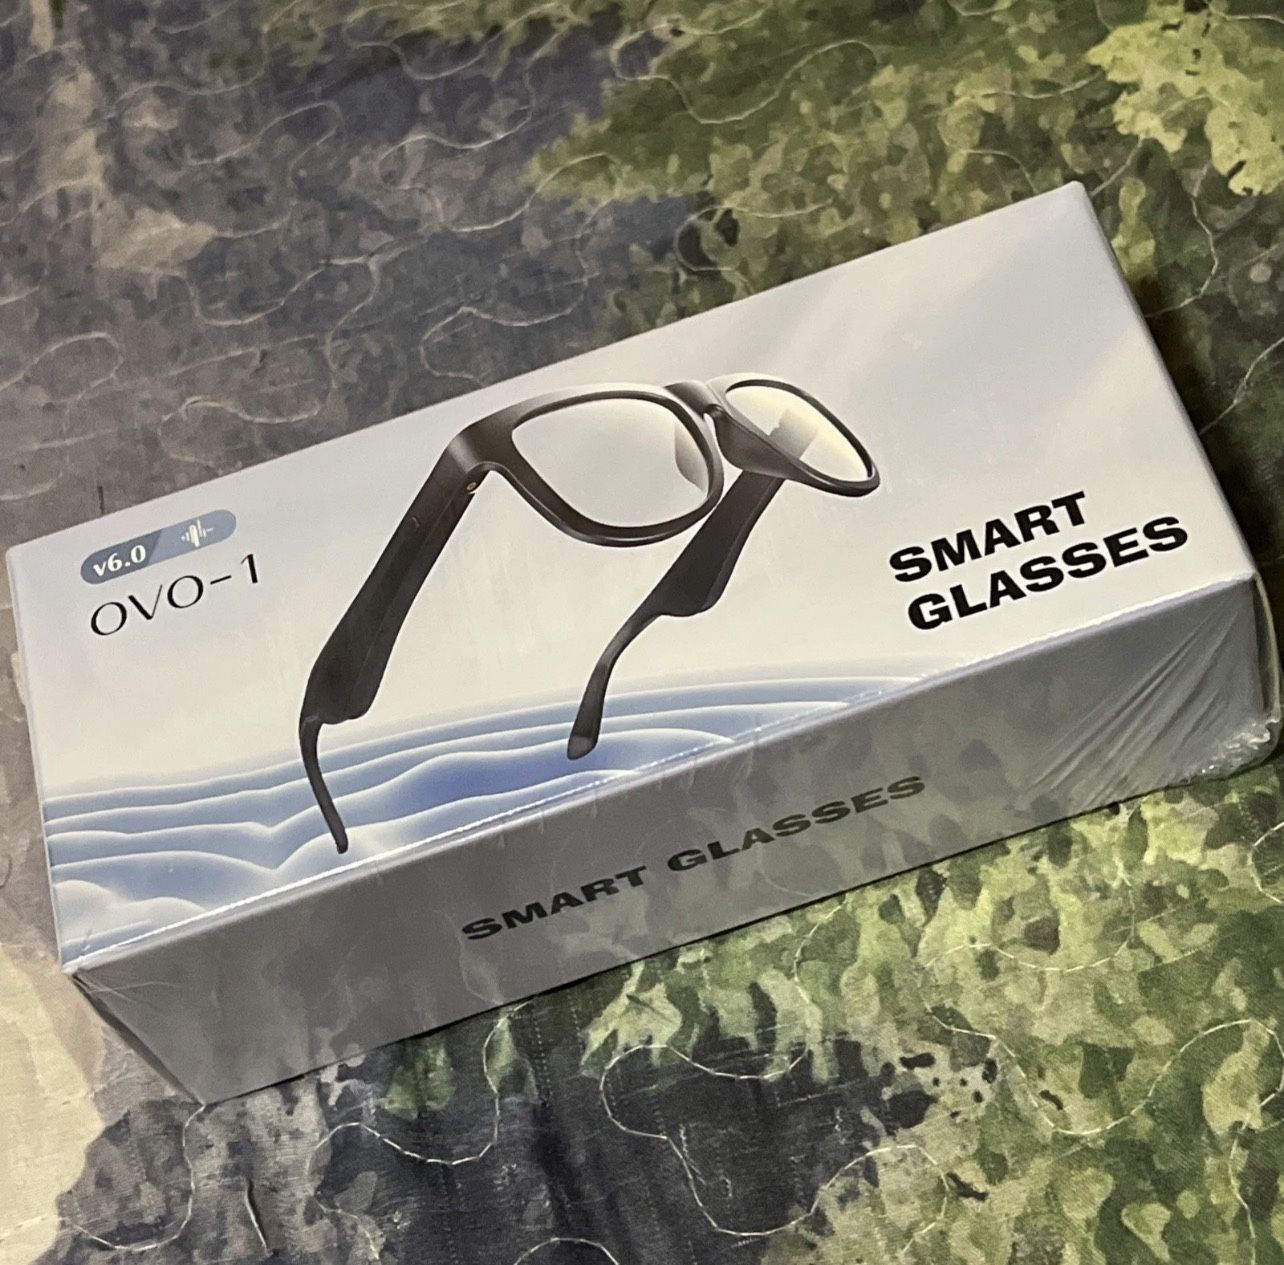 v6.0
OVO-1
SMART
GLASSES
SMART GLASSES